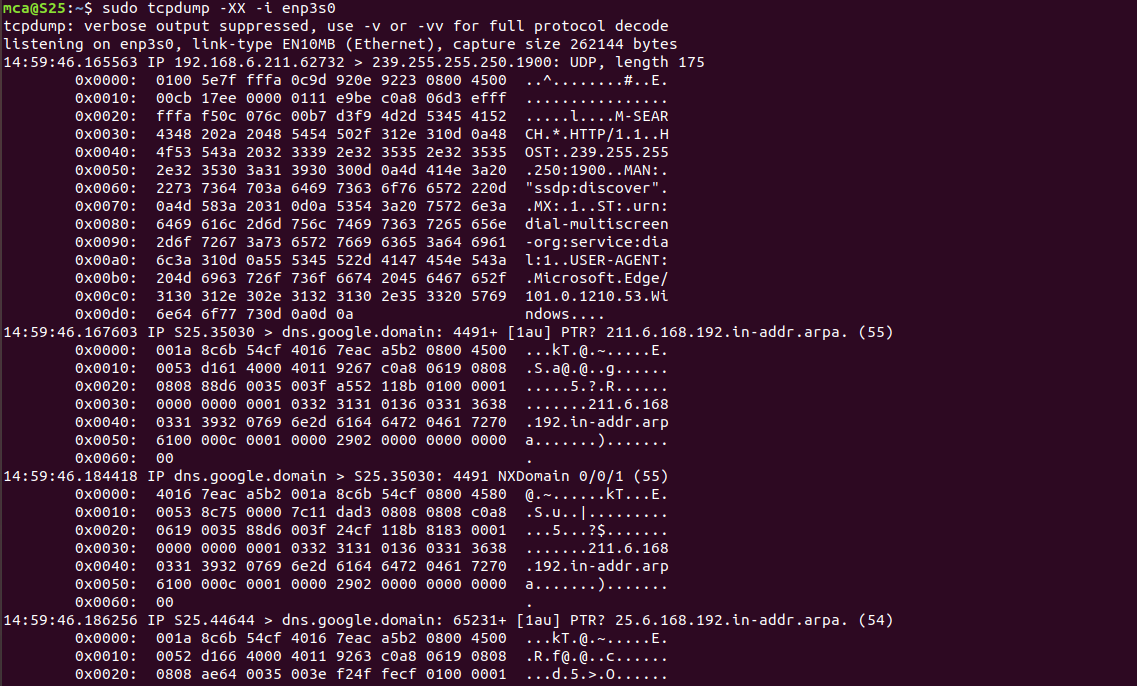 mca@S25:~$ sudo tcpdump -XX -i enp3s0
tcpdump: verbose output suppressed, use -v or -vv for full protocol decode
listening on enp3s0, link-type EN10MB (Ethernet), capture size 262144 bytes
14:59:46.165563 IP 192.168.6.211.62732 > 239.255.255.250.1900: UDP, length 175
0x0000:  0100 5e7f fffa 0c9d 920e 9223 0800 4500  ..^........#..E.
0x0010:  00cb 17ee 0000 0111 e9be c0a8 06d3 efff  ................
0x0020:  fffa f50c 076c 00b7 d3f9 4d2d 5345 4152  .....l....M-SEAR
0x0030:  4348 202a 2048 5454 502f 312e 310d 0a48  CH.*.HTTP/1.1..H
0x0040:  4f53 543a 2032 3339 2e32 3535 2e32 3535  OST:.239.255.255
0x0050:  2e32 3530 3a31 3930 300d 0a4d 414e 3a20  .250:1900..MAN:.
0x0060:  2273 7364 703a 6469 7363 6f76 6572 220d  "ssdp:discover".
0x0070:  0a4d 583a 2031 0d0a 5354 3a20 7572 6e3a  .MX:.1..ST:.urn:
0x0080:  6469 616c 2d6d 756c 7469 7363 7265 656e  dial-multiscreen
0x0090:  2d6f 7267 3a73 6572 7669 6365 3a64 6961  -org:service:dia
0x00a0:  6c3a 310d 0a55 5345 522d 4147 454e 543a  l:1..USER-AGENT:
0x00b0:  204d 6963 726f 736f 6674 2045 6467 652f  .Microsoft.Edge/
0x00c0:  3130 312e 302e 3132 3130 2e35 3320 5769  101.0.1210.53.Wi
0x00d0:  6e64 6f77 730d 0a0d 0a  ndows....
14:59:46.167603 IP S25.35030 > dns.google.domain: 4491+ [1au] PTR? 211.6.168.192.in-addr.arpa. (55)
0x0000:  001a 8c6b 54cf 4016 7eac a5b2 0800 4500  ...kT.@.~.....E.
0x0010:  0053 d161 4000 4011 9267 c0a8 0619 0808  .S.a@.@..g......
0x0020:  0808 88d6 0035 003f a552 118b 0100 0001  .....5.?.R......
0x0030:  0000 0000 0001 0332 3131 0136 0331 3638  .......211.6.168
0x0040:  0331 3932 0769 6e2d 6164 6472 0461 7270  .192.in-addr.arp
0x0050:  6100 000c 0001 0000 2902 0000 0000 0000  a.......).......
0x0060:  00  .
14:59:46.184418 IP dns.google.domain > S25.35030: 4491 NXDomain 0/0/1 (55)
0x0000:  4016 7eac a5b2 001a 8c6b 54cf 0800 4580  @.~......kT...E.
0x0010:  0053 8c75 0000 7c11 dad3 0808 0808 c0a8  .S.u..|.........
0x0020:  0619 0035 88d6 003f 24cf 118b 8183 0001  ...5...?$.......
0x0030:  0000 0000 0001 0332 3131 0136 0331 3638  .......211.6.168
0x0040:  0331 3932 0769 6e2d 6164 6472 0461 7270  .192.in-addr.arp
0x0050:  6100 000c 0001 0000 2902 0000 0000 0000  a.......).......
0x0060:  00  .
14:59:46.186256 IP S25.44644 > dns.google.domain: 65231+ [1au] PTR? 25.6.168.192.in-addr.arpa. (54)
0x0000:  001a 8c6b 54cf 4016 7eac a5b2 0800 4500  ...kT.@.~.....E.
0x0010:  0052 d166 4000 4011 9263 c0a8 0619 0808  .R.f@.@..c......
0x0020:  0808 ae64 0035 003e f24f fecf 0100 0001  ...d.5.>.O......